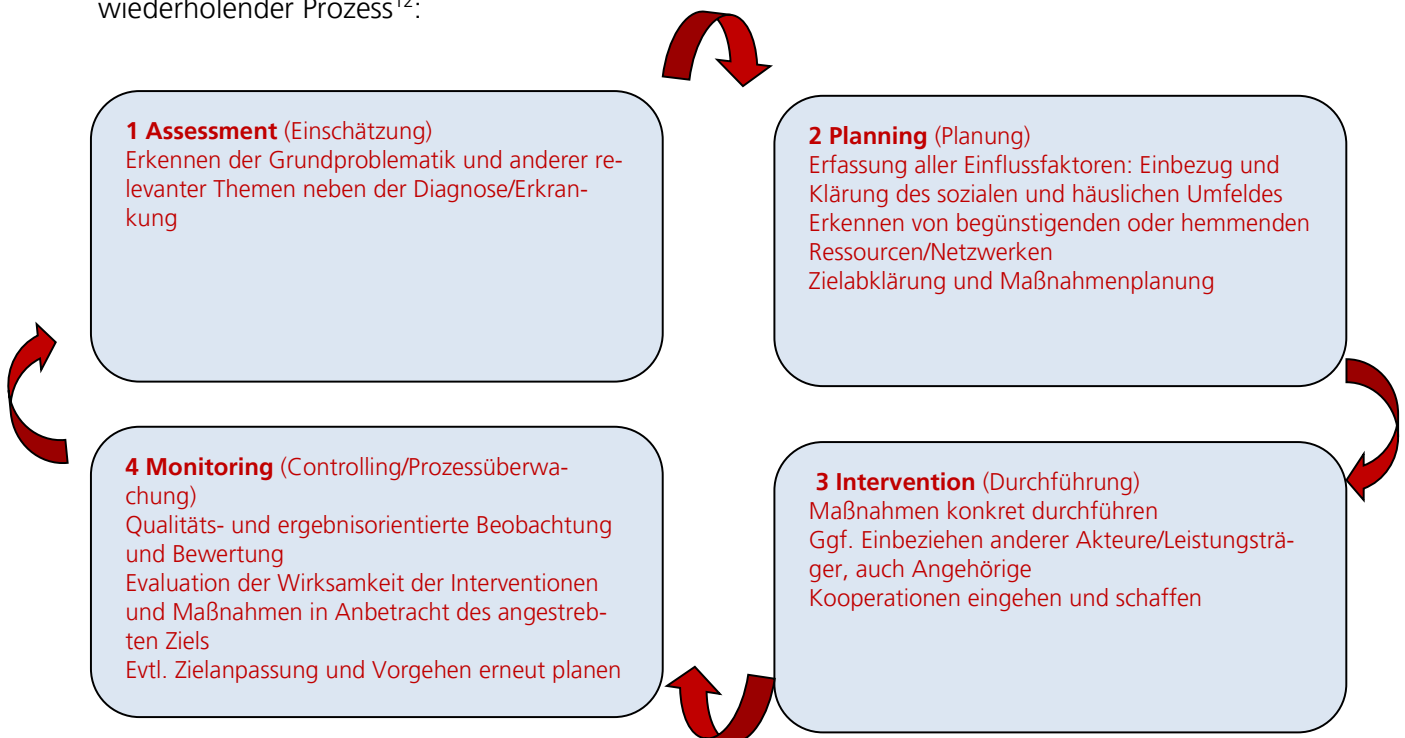 wiederholender Prozess¹²:
1 Assessment (Einschätzung)
Erkennen der Grundproblematik und anderer re-
levanter Themen neben der Diagnose/Erkran-
kung
2 Planning (Planung)
Erfassung aller Einflussfaktoren: Einbezug und
Klärung des sozialen und häuslichen Umfeldes
Erkennen von begünstigenden oder hemmenden
Ressourcen/Netzwerken
Zielabklärung und Maßnahmenplanung
3 Intervention (Durchführung)
Maßnahmen konkret durchführen
Ggf. Einbeziehen anderer Akteure/Leistungsträ-
ger, auch Angehörige
Kooperationen eingehen und schaffen
4 Monitoring (Controlling/Prozessüberwa-
chung)
Qualitäts- und ergebnisorientierte Beobachtung
und Bewertung
Evaluation der Wirksamkeit der Interventionen
und Maßnahmen in Anbetracht des angestreb-
ten Ziels
Evtl. Zielanpassung und Vorgehen erneut planen